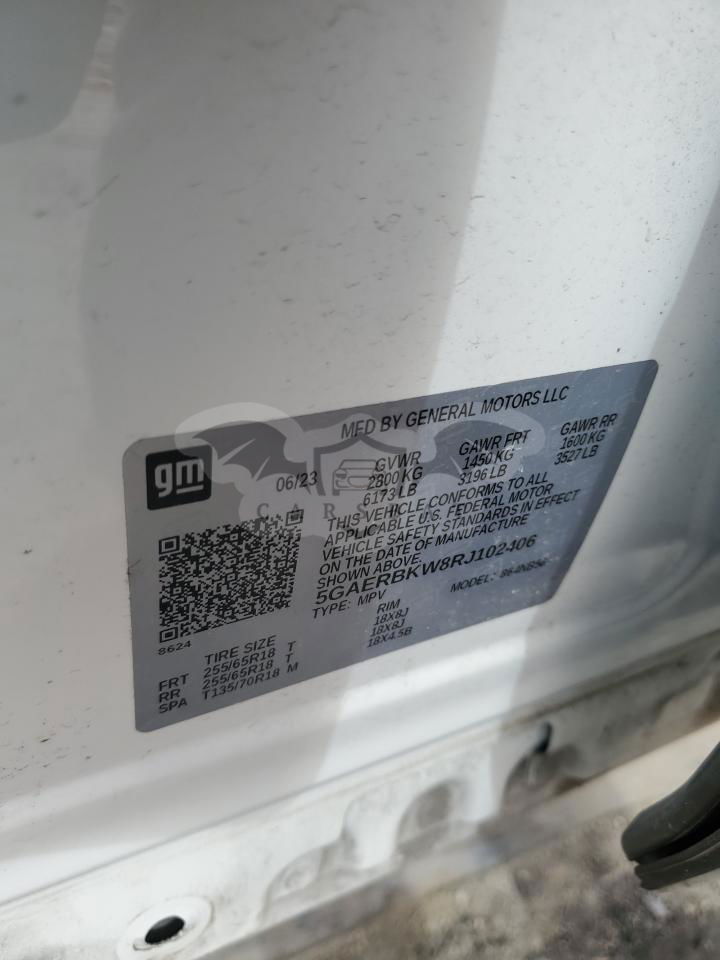 MFD BY GENERAL MOTORS LLC
gm
06/23
GVWR GAWR FRT GAWR RR
2800 KG 1450 KG 1600 KG
6173 LB 3196 LB 3527 LB
CARS
THIS VEHICLE CONFORMS TO ALL
APPLICABLE U.S. FEDERAL MOTOR
VEHICLE SAFETY STANDARDS IN EFFECT
ON THE DATE OF MANUFACTURE
SHOWN ABOVE.
5GAERBKW8RJ102406
TYPE: MPV MODEL:
8624
TIRE SIZE RIM
FRT 255/65R18 T 18X8J
RR 255/65R18 T 18X8J
SPA T135/70R18 M 18X4.5B